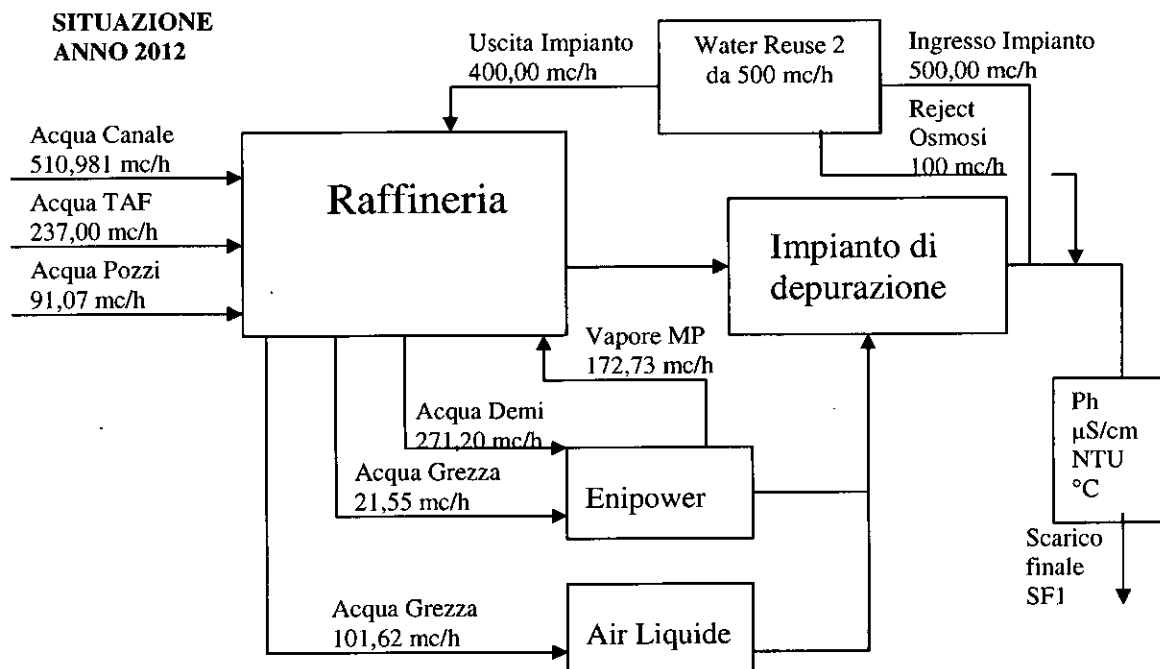 SITUAZIONE
ANNO 2012
Uscita Impianto
400,00 mc/h
Water Reuse 2
da 500 mc/h
Ingresso Impianto
500,00 mc/h
Reject
Osmosi
100 mc/h
Acqua Canale
510,981 mc/h
Acqua TAF
237,00 mc/h
Acqua Pozzi
91,07 mc/h
Raffineria
Impianto di
depurazione
Vapore MP
172,73 mc/h
Acqua Demi
271,20 mc/h
Acqua Grezza
21,55 mc/h
Enipower
Acqua Grezza
101,62 mc/h
Air Liquide
Ph
µS/cm
NTU
°C
Scarico
finale
SF1